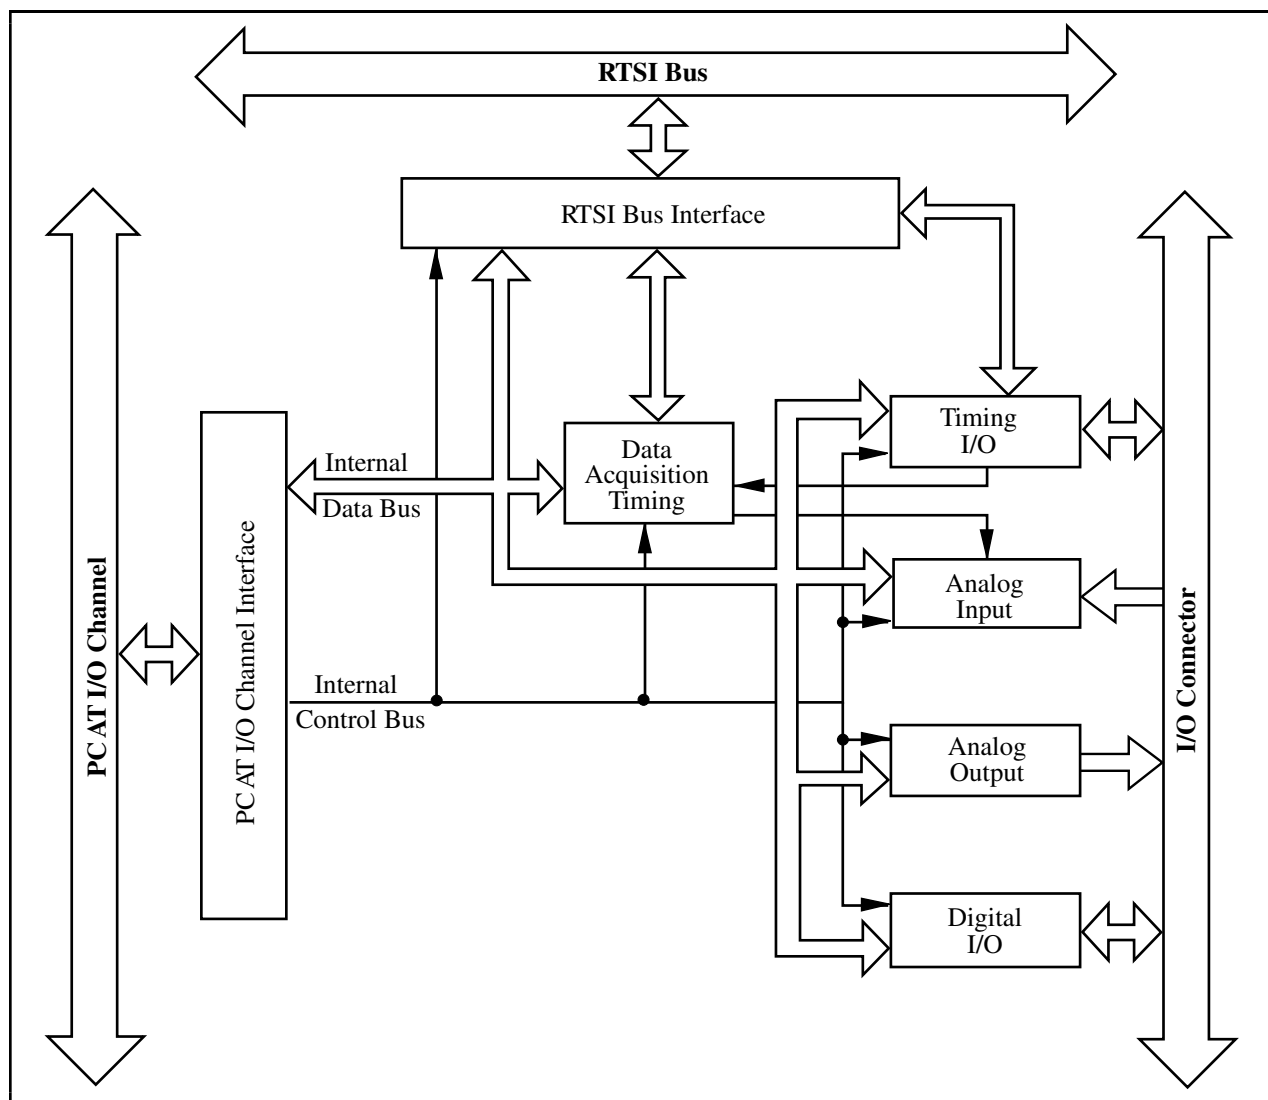 RTSI Bus
RTSI Bus Interface
Timing
I/O
Data
Acquisition
Timing
Internal
Data Bus
Analog
Input
Internal
Control Bus
Analog
Output
Digital
I/O
PC AT I/O Channel
PC AT I/O Channel Interface
I/O Connector